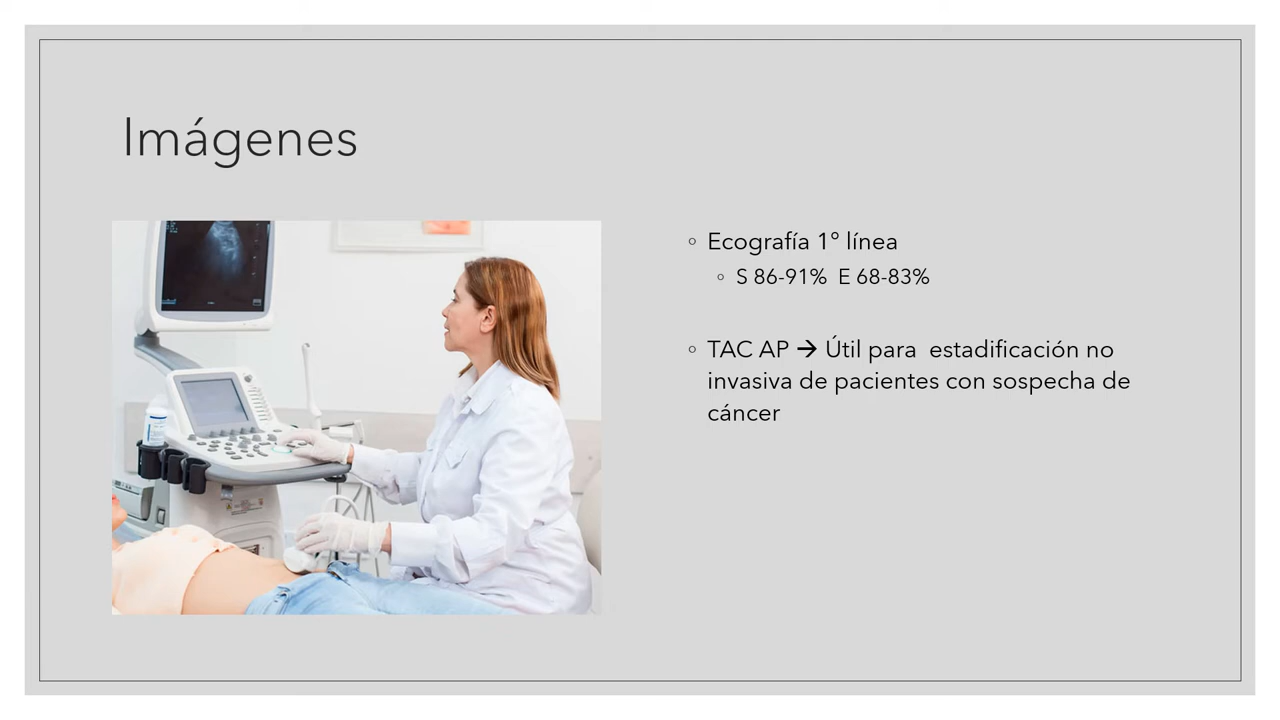 Imágenes
Ecografía 1° línea
S 86-91%  E 68-83%
TAC AP → Útil para  estadificación no
invasiva de pacientes con sospecha de
cáncer